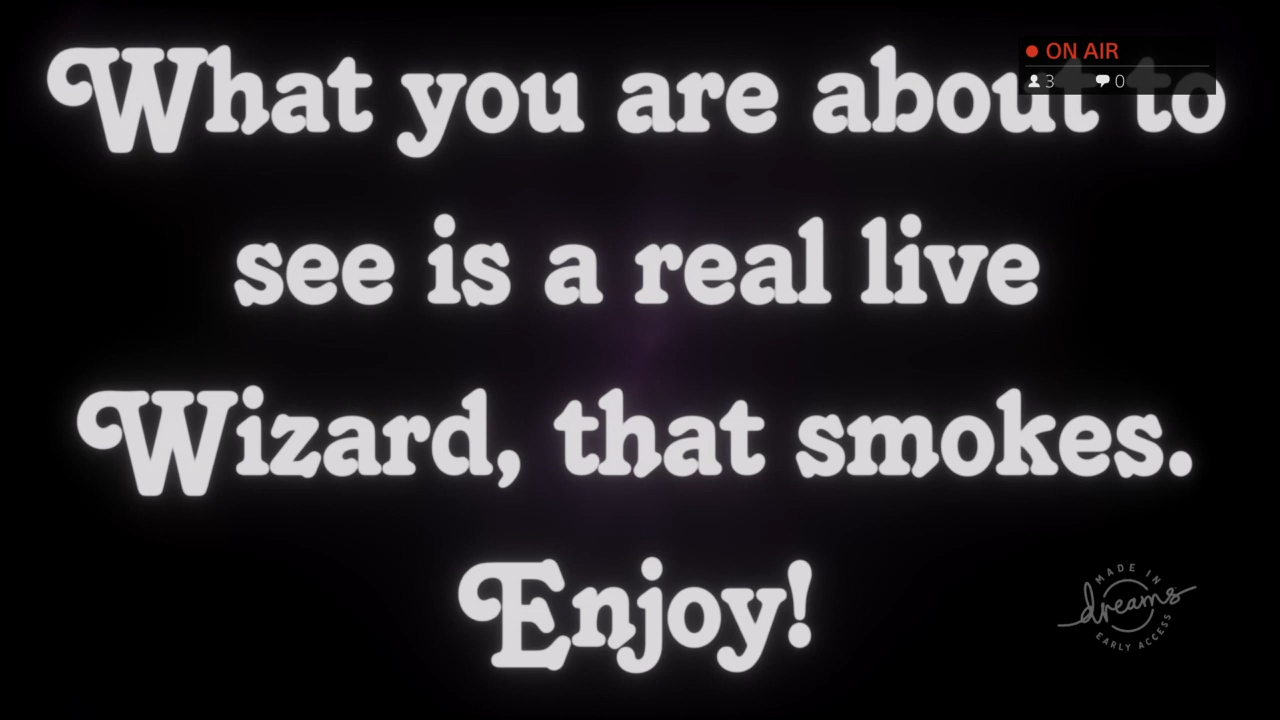 What you are about to
ON AIR
3 0
see is a real live
Wizard, that smokes.
Enjoy!
MADE IN
dreams
EARLY ACCESS